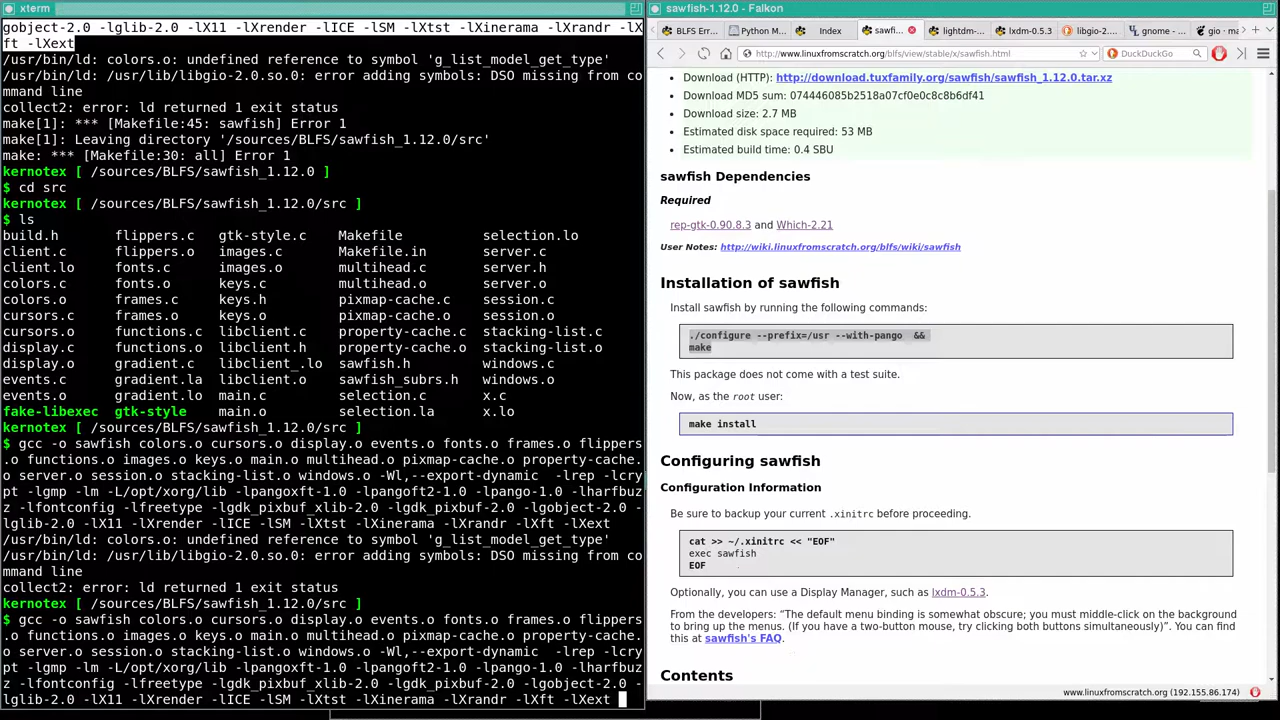 xterm
gobject-2.0 -lglib-2.0 -lX11 -lXrender -lICE -lSM -lXtst -lXinerama -lXrandr -lX
ft -lXext
/usr/bin/ld: colors.o: undefined reference to symbol 'g_list_model_get_type'
/usr/bin/ld: /usr/lib/libgio-2.0.so.0: error adding symbols: DSO missing from co
mmand line
collect2: error: ld returned 1 exit status
make[1]: *** [Makefile:45: sawfish] Error 1
make[1]: Leaving directory '/sources/BLFS/sawfish_1.12.0/src'
make: *** [Makefile:30: all] Error 1
kernotex [ /sources/BLFS/sawfish_1.12.0 ]
$ cd src
kernotex [ /sources/BLFS/sawfish_1.12.0/src ]
$ ls
build.h flippers.c gtk-style.c Makefile selection.lo
client.c flippers.o images.c Makefile.in server.c
client.lo fonts.c images.o multihead.c server.h
colors.c fonts.o keys.c multihead.o server.o
colors.o frames.c keys.h pixmap-cache.c session.c
cursors.c frames.o keys.o pixmap-cache.o session.o
cursors.o functions.c libclient.c property-cache.c stacking-list.c
display.c functions.o libclient.h property-cache.o stacking-list.o
display.o gradient.c libclient_.lo sawfish.h windows.c
events.c gradient.la libclient.o sawfish_subrs.h windows.o
events.o gradient.lo main.c selection.c x.c
fake-libexec gtk-style main.o selection.la x.lo
kernotex [ /sources/BLFS/sawfish_1.12.0/src ]
$ gcc -o sawfish colors.o cursors.o display.o events.o fonts.o frames.o flippers
.o functions.o images.o keys.o main.o multihead.o pixmap-cache.o property-cache.
o server.o session.o stacking-list.o windows.o -Wl,--export-dynamic -lrep -lcry
pt -lgmp -lm -L/opt/xorg/lib -lpangoxft-1.0 -lpangoft2-1.0 -lpango-1.0 -lharfbuz
z -lfontconfig -lfreetype -lgdk_pixbuf_xlib-2.0 -lgdk_pixbuf-2.0 -lgobject-2.0 -
lglib-2.0 -lX11 -lXrender -lICE -lSM -lXtst -lXinerama -lXrandr -lXft -lXext
/usr/bin/ld: colors.o: undefined reference to symbol 'g_list_model_get_type'
/usr/bin/ld: /usr/lib/libgio-2.0.so.0: error adding symbols: DSO missing from co
mmand line
collect2: error: ld returned 1 exit status
kernotex [ /sources/BLFS/sawfish_1.12.0/src ]
$ gcc -o sawfish colors.o cursors.o display.o events.o fonts.o frames.o flippers
.o functions.o images.o keys.o main.o multihead.o pixmap-cache.o property-cache.
o server.o session.o stacking-list.o windows.o -Wl,--export-dynamic -lrep -lcry
pt -lgmp -lm -L/opt/xorg/lib -lpangoxft-1.0 -lpangoft2-1.0 -lpango-1.0 -lharfbuz
z -lfontconfig -lfreetype -lgdk_pixbuf_xlib-2.0 -lgdk_pixbuf-2.0 -lgobject-2.0 -
lglib-2.0 -lX11 -lXrender -lICE -lSM -lXtst -lXinerama -lXrandr -lXft -lXext
sawfish-1.12.0 - Falkon
BLFS Erro Python M... Index sawfi... lightdm- lxdm-0.5.3 libgio-2. gnome - gio · ma
http://www.linuxfromscratch.org/blfs/view/stable/x/sawfish.html DuckDuckGo
Download (HTTP): http://download.tuxfamily.org/sawfish/sawfish_1.12.0.tar.xz
Download MD5 sum: 074446085b2518a07cf0e0c8c8b6df41
Download size: 2.7 MB
Estimated disk space required: 53 MB
Estimated build time: 0.4 SBU
sawfish Dependencies
Required
rep-gtk-0.90.8.3 and Which-2.21
User Notes: http://wiki.linuxfromscratch.org/blfs/wiki/sawfish
Installation of sawfish
Install sawfish by running the following commands:
./configure --prefix=/usr --with-pango &&
make
This package does not come with a test suite.
Now, as the root user:
make install
Configuring sawfish
Configuration Information
Be sure to backup your current .xinitrc before proceeding.
cat >> ~/.xinitrc << "EOF"
exec sawfish
EOF
Optionally, you can use a Display Manager, such as lxdm-0.5.3.
From the developers: “The default menu binding is somewhat obscure; you must middle-click on the background
to bring up the menus. (If you have a two-button mouse, try clicking both buttons simultaneously)”. You can find
this at sawfish's FAQ.
Contents
www.linuxfromscratch.org (192.155.86.174)